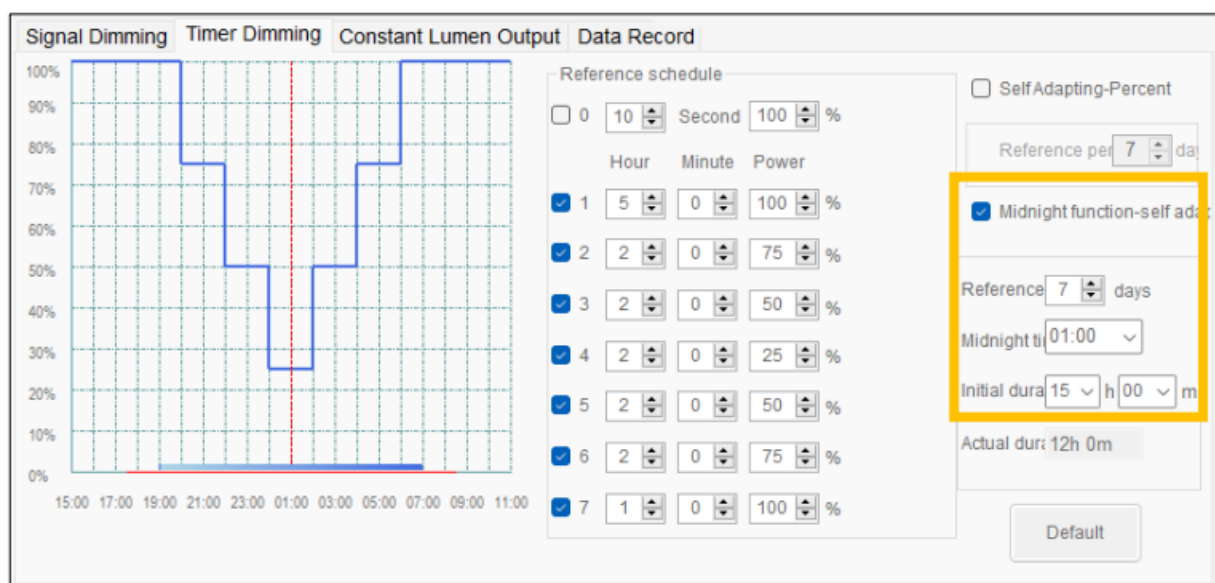 Signal Dimming Timer Dimming Constant Lumen Output Data Record
100%
90%
80%
70%
60%
50%
40%
30%
20%
10%
0%
15:00 17:00 19:00 21:00 23:00 01:00 03:00 05:00 07:00 09:00 11:00
Reference schedule
0 10 Second 100 %
Hour Minute Power
1 5 0 100 %
2 2 0 75 %
3 2 0 50 %
4 2 0 25 %
5 2 0 50 %
6 2 0 75 %
7 1 0 100 %
Self Adapting-Percent
Reference per 7 da
Midnight function-self ada
Reference 7 days
Midnight ti 01:00
Initial dura 15 h 00 m
Actual dura 12h 0m
Default